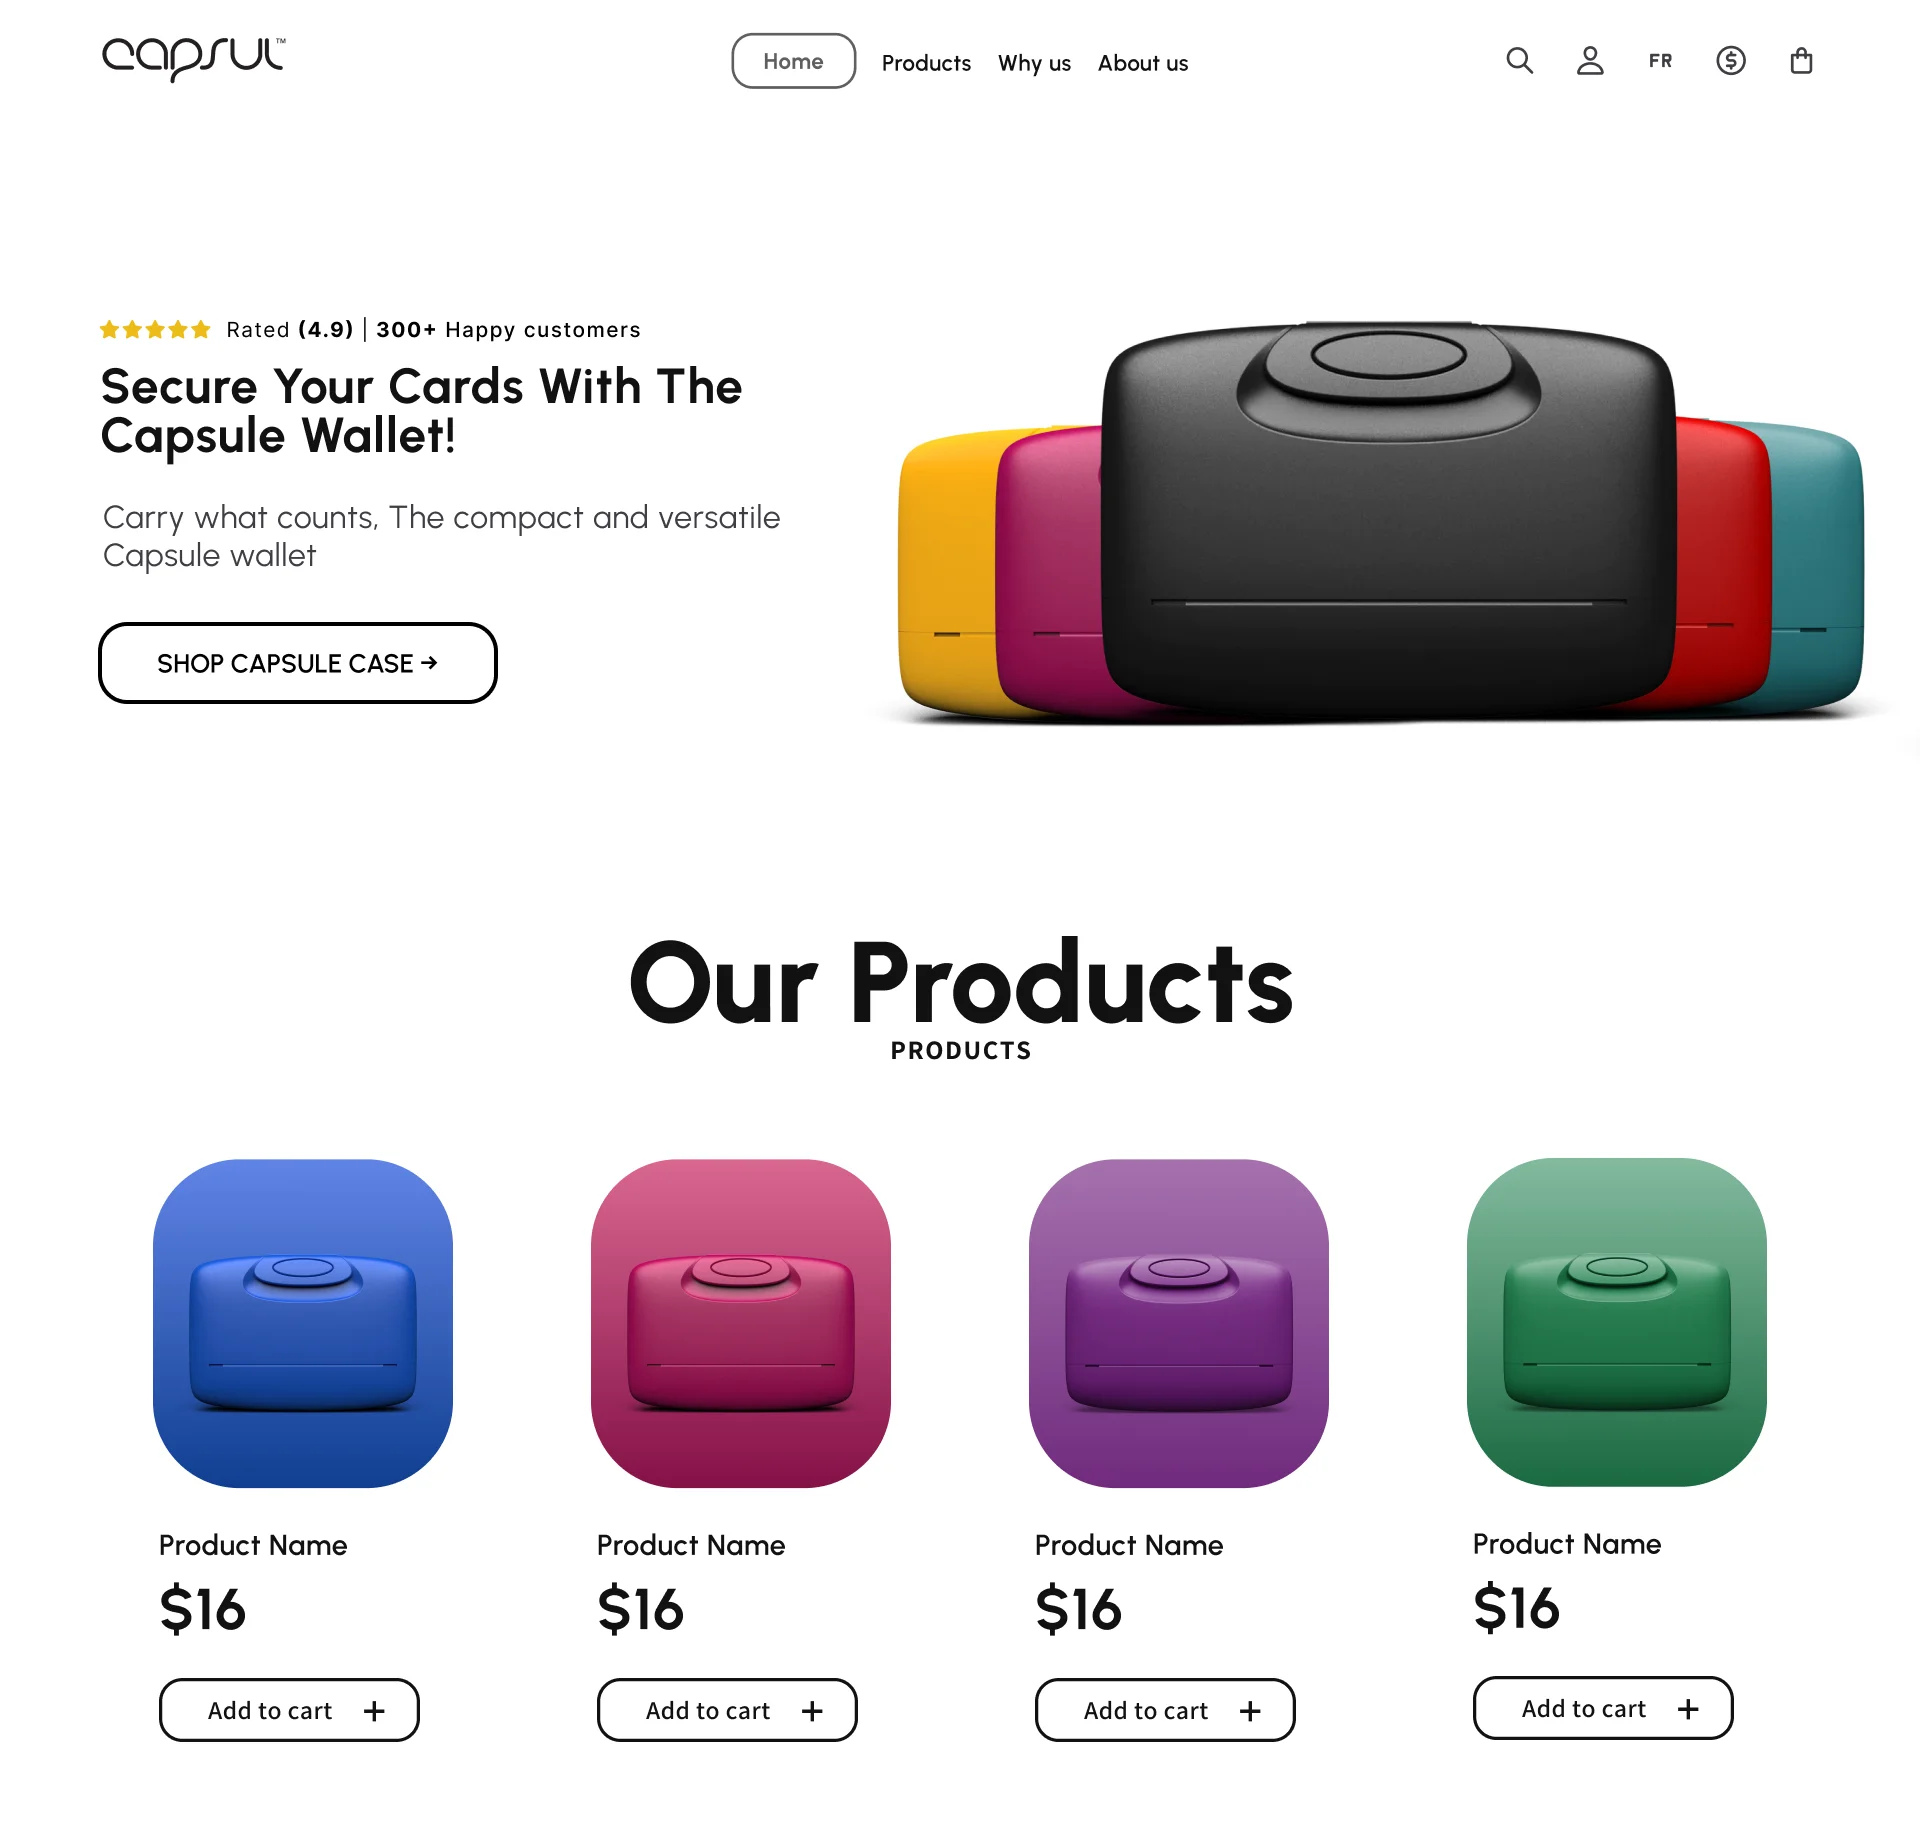 capsul™
Home Products Why us About us FR
Rated (4.9) | 300+ Happy customers
Secure Your Cards With The
Capsule Wallet!
Carry what counts, The compact and versatile
Capsule wallet
SHOP CAPSULE CASE →
Our Products
PRODUCTS
Product Name
$16
Add to cart +
Product Name
$16
Add to cart +
Product Name
$16
Add to cart +
Product Name
$16
Add to cart +